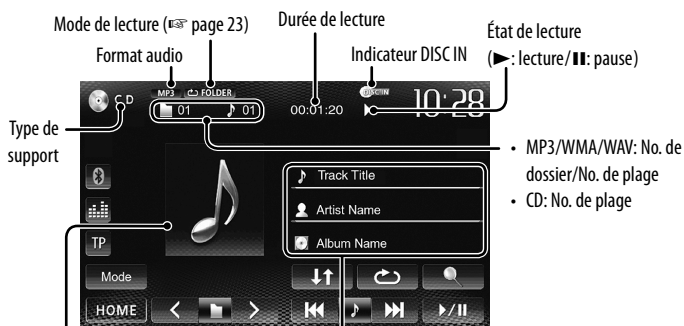 Mode de lecture (☞ page 23)
Format audio
Durée de lecture
Indicateur DISC IN
État de lecture
(►: lecture/II: pause)
Type de
support
CD
MP3
FOLDER
01
01
00:01:20
DISC IN
10:28
• MP3/WMA/WAV: No. de
dossier/No. de plage
• CD: No. de plage
Track Title
Artist Name
Album Name
TP
Mode
HOME